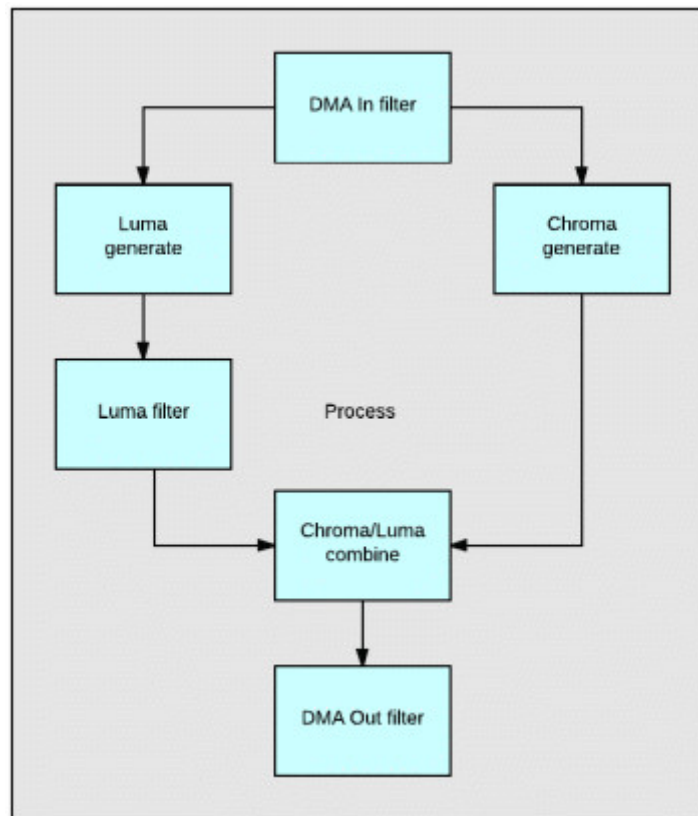 DMA In filter
Luma
generate
Chroma
generate
Luma filter
Process
Chroma/Luma
combine
DMA Out filter